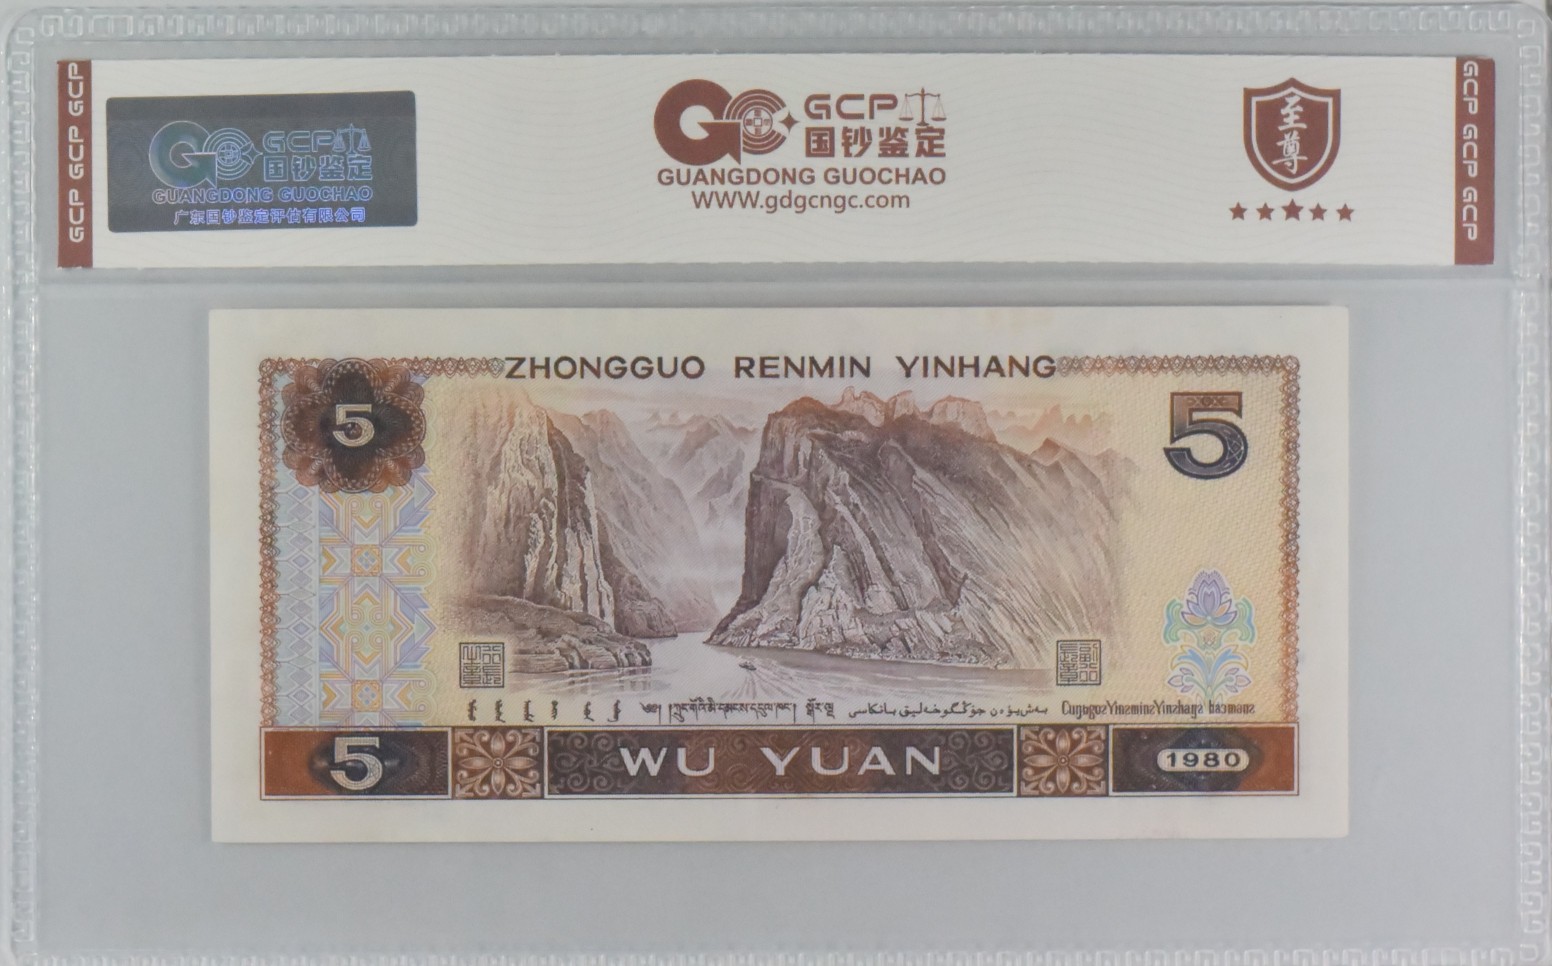 GCP GCP GCP
GCP
国钞鉴定
GUANGDONG GUOCHAO
广东国钞鉴定评估有限公司
GCP
国钞鉴定
GUANGDONG GUOCHAO
WWW.gdgcngc.com
至尊
GCP GCP GCP
ZHONGGUO RENMIN YINHANG
5
5
5
WU YUAN
1980